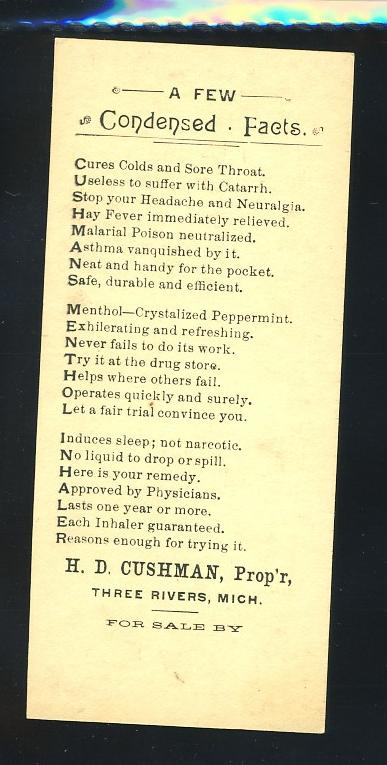 A FEW
Condensed . Facts.
Cures Colds and Sore Throat.
Useless to suffer with Catarrh.
Stop your Headache and Neuralgia.
Hay Fever immediately relieved.
Malarial Poison neutralized.
Asthma vanquished by it.
Neat and handy for the pocket.
Safe, durable and efficient.
Menthol—Crystalized Peppermint.
Exhilerating and refreshing.
Never fails to do its work.
Try it at the drug store.
Helps where others fail.
Operates quickly and surely.
Let a fair trial convince you.
Induces sleep; not narcotic.
No liquid to drop or spill.
Here is your remedy.
Approved by Physicians.
Lasts one year or more.
Each Inhaler guaranteed.
Reasons enough for trying it.
H. D. CUSHMAN, Prop'r,
THREE RIVERS, MICH.
FOR SALE BY